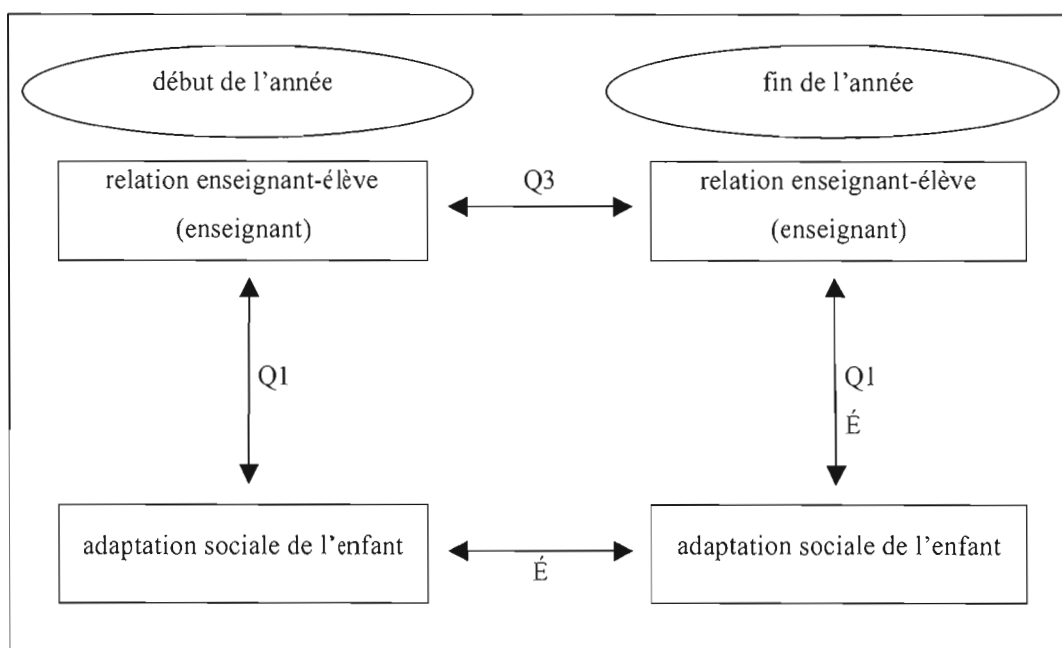 début de l'année
fin de l'année
relation enseignant-élève
(enseignant)
Q3
relation enseignant-élève
(enseignant)
Q1
Q1
É
adaptation sociale de l'enfant
É
adaptation sociale de l'enfant